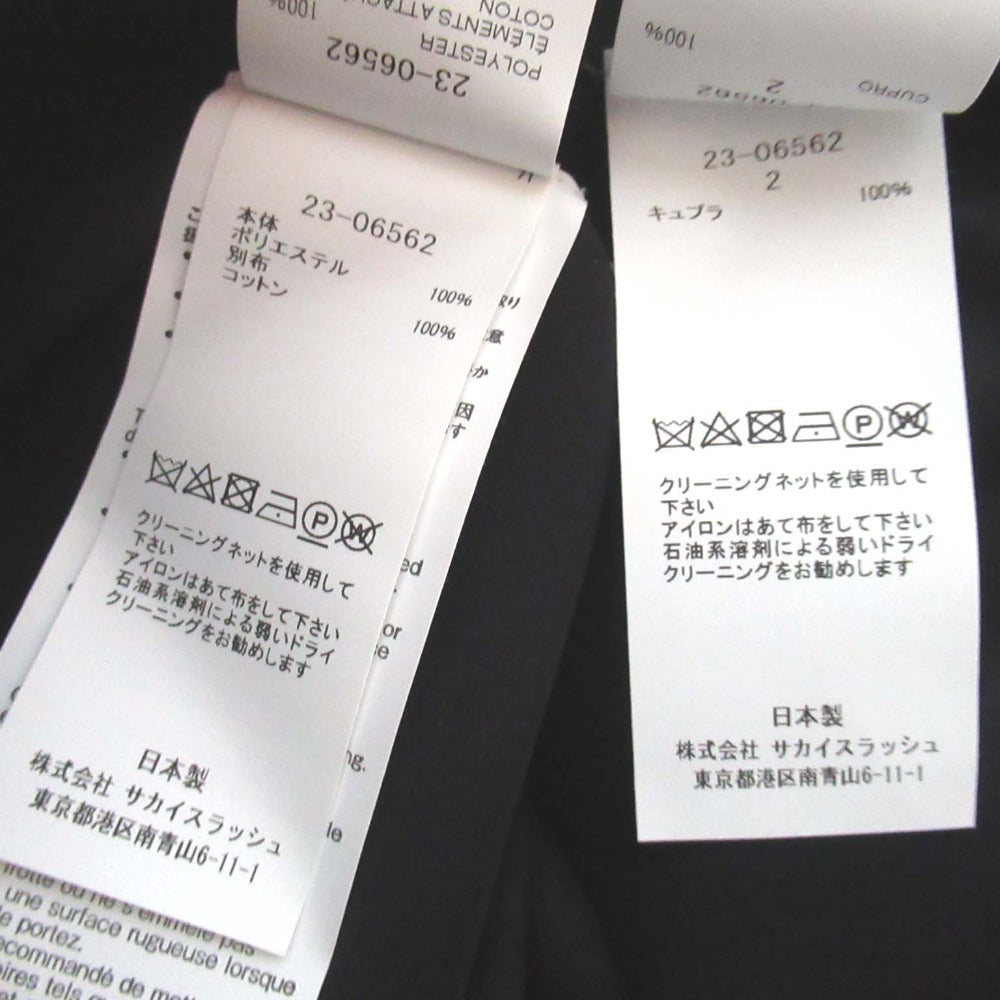 100%
COTON
ÉLÉMENTS ATTACH
POLYESTER
23-06562
23-06562
本体
ポリエステル
100%
別布
コットン
100%
クリーニングネットを使用して
下さい
アイロンはあて布をして下さい
石油系溶剤による弱いドライ
クリーニングをお勧めします
日本製
株式会社 サカイスラッシュ
東京都港区南青山6-11-1
une surface rugueuse lorsque
portez.
100%
CUPRO
2
23-06562
2
100%
キュプラ
クリーニングネットを使用して
下さい
アイロンはあて布をして下さい
石油系溶剤による弱いドライ
クリーニングをお勧めします
日本製
株式会社 サカイスラッシュ
東京都港区南青山6-11-1